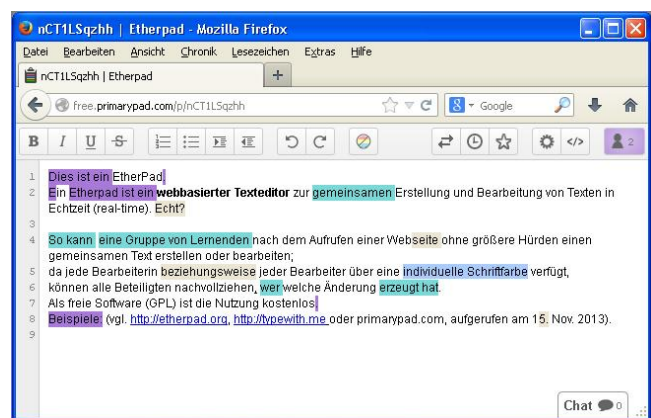 nCT1LSqzhh | Etherpad - Mozilla Firefox
Datei Bearbeiten Ansicht Chronik Lesezeichen Extras Hilfe
nCT1LSqzhh | Etherpad +
free.primarypad.com/p/nCT1LSqzhh Google
B I U S </> 2
1 Dies ist ein EtherPad
2 Ein Etherpad ist ein webbasierter Texteditor zur gemeinsamen Erstellung und Bearbeitung von Texten in
Echtzeit (real-time). Echt?
3
4 So kann eine Gruppe von Lernenden nach dem Aufrufen einer Webseite ohne größere Hürden einen
gemeinsamen Text erstellen oder bearbeiten;
5 da jede Bearbeiterin beziehungsweise jeder Bearbeiter über eine individuelle Schriftfarbe verfügt,
6 können alle Beteiligten nachvollziehen, wer welche Änderung erzeugt hat.
7 Als freie Software (GPL) ist die Nutzung kostenlos.
8 Beispiele: (vgl. http://etherpad.org, http://typewith.me oder primarypad.com, aufgerufen am 15. Nov. 2013).
9
Chat 0